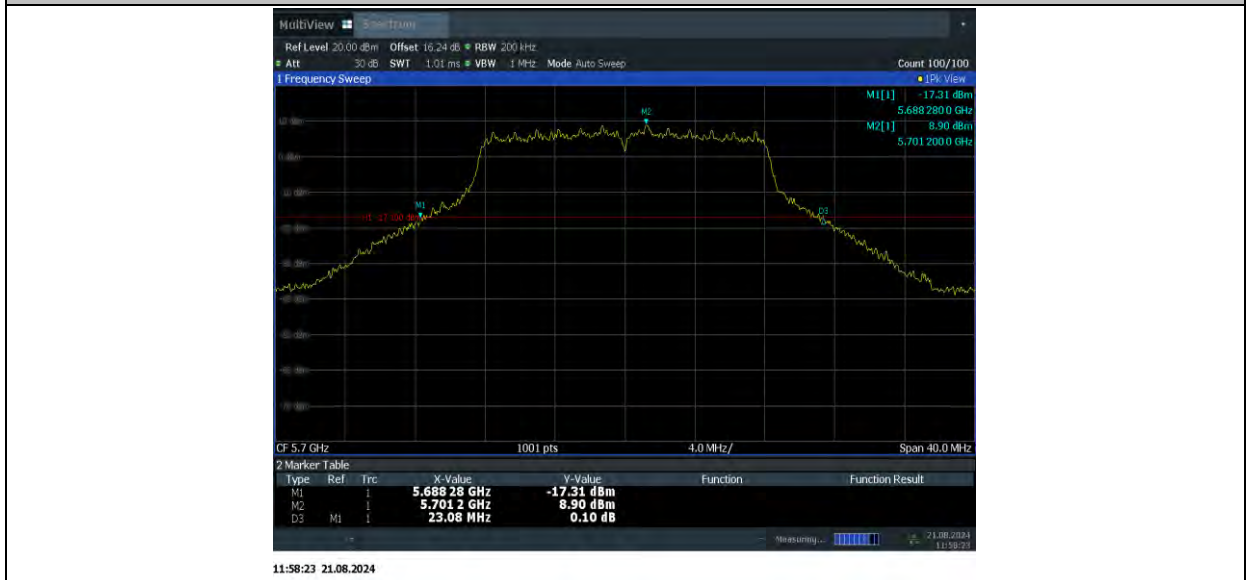 MultiView Spectrum
Ref Level 20.00 dBm Offset 16.24 dB RBW 200 kHz
Att 30 dB SWT 1.01 ms VBW 1 MHz Mode Auto Sweep Count 100/100
1 Frequency Sweep 1Pk View
M1[1] -17.31 dBm
5.688 280 0 GHz
M2
M2[1] 8.90 dBm
5.701 200 0 GHz
M1
D3
CF 5.7 GHz 1001 pts 4.0 MHz/ Span 40.0 MHz
2 Marker Table
Type Ref Trc X-Value Y-Value Function Function Result
M1 1 5.688 28 GHz -17.31 dBm
M2 1 5.701 2 GHz 8.90 dBm
D3 M1 1 23.08 MHz 0.10 dB
Measuring... 21.08.2024
11:58:23
11:58:23 21.08.2024